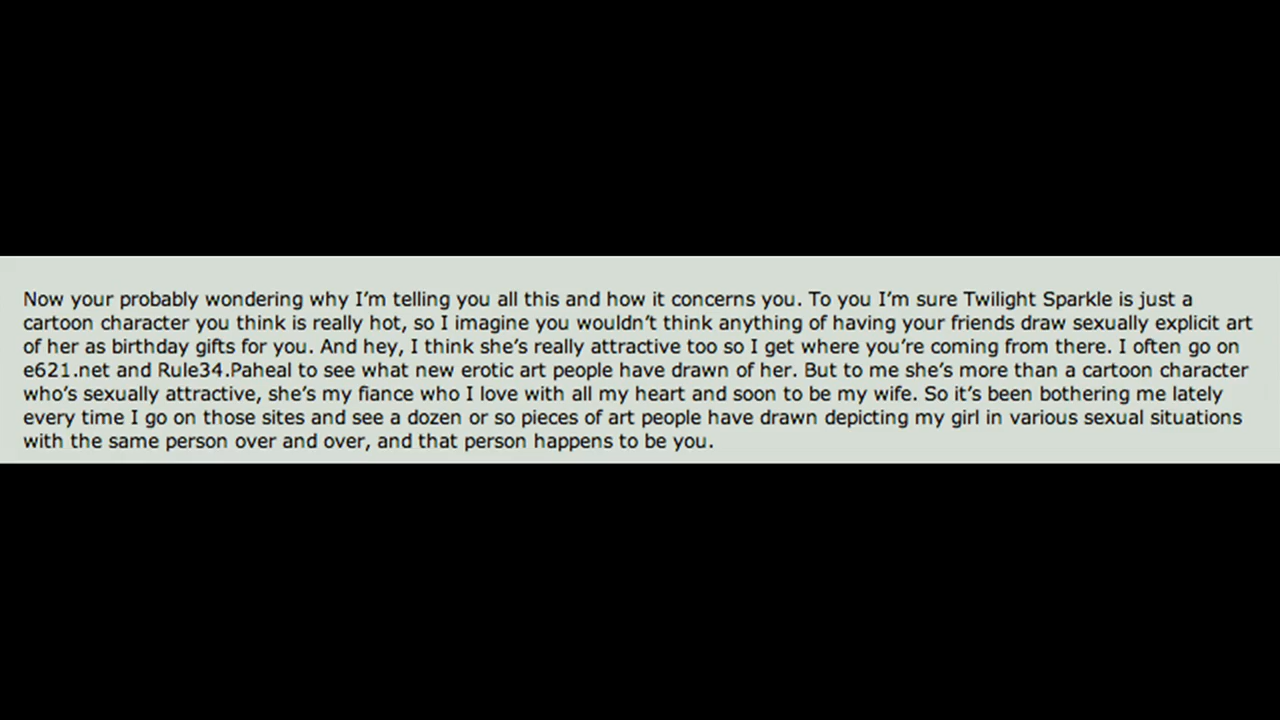 Now your probably wondering why I’m telling you all this and how it concerns you. To you I’m sure Twilight Sparkle is just a
cartoon character you think is really hot, so I imagine you wouldn’t think anything of having your friends draw sexually explicit art
of her as birthday gifts for you. And hey, I think she’s really attractive too so I get where you’re coming from there. I often go on
e621.net and Rule34.Paheal to see what new erotic art people have drawn of her. But to me she’s more than a cartoon character
who’s sexually attractive, she’s my fiance who I love with all my heart and soon to be my wife. So it’s been bothering me lately
every time I go on those sites and see a dozen or so pieces of art people have drawn depicting my girl in various sexual situations
with the same person over and over, and that person happens to be you.